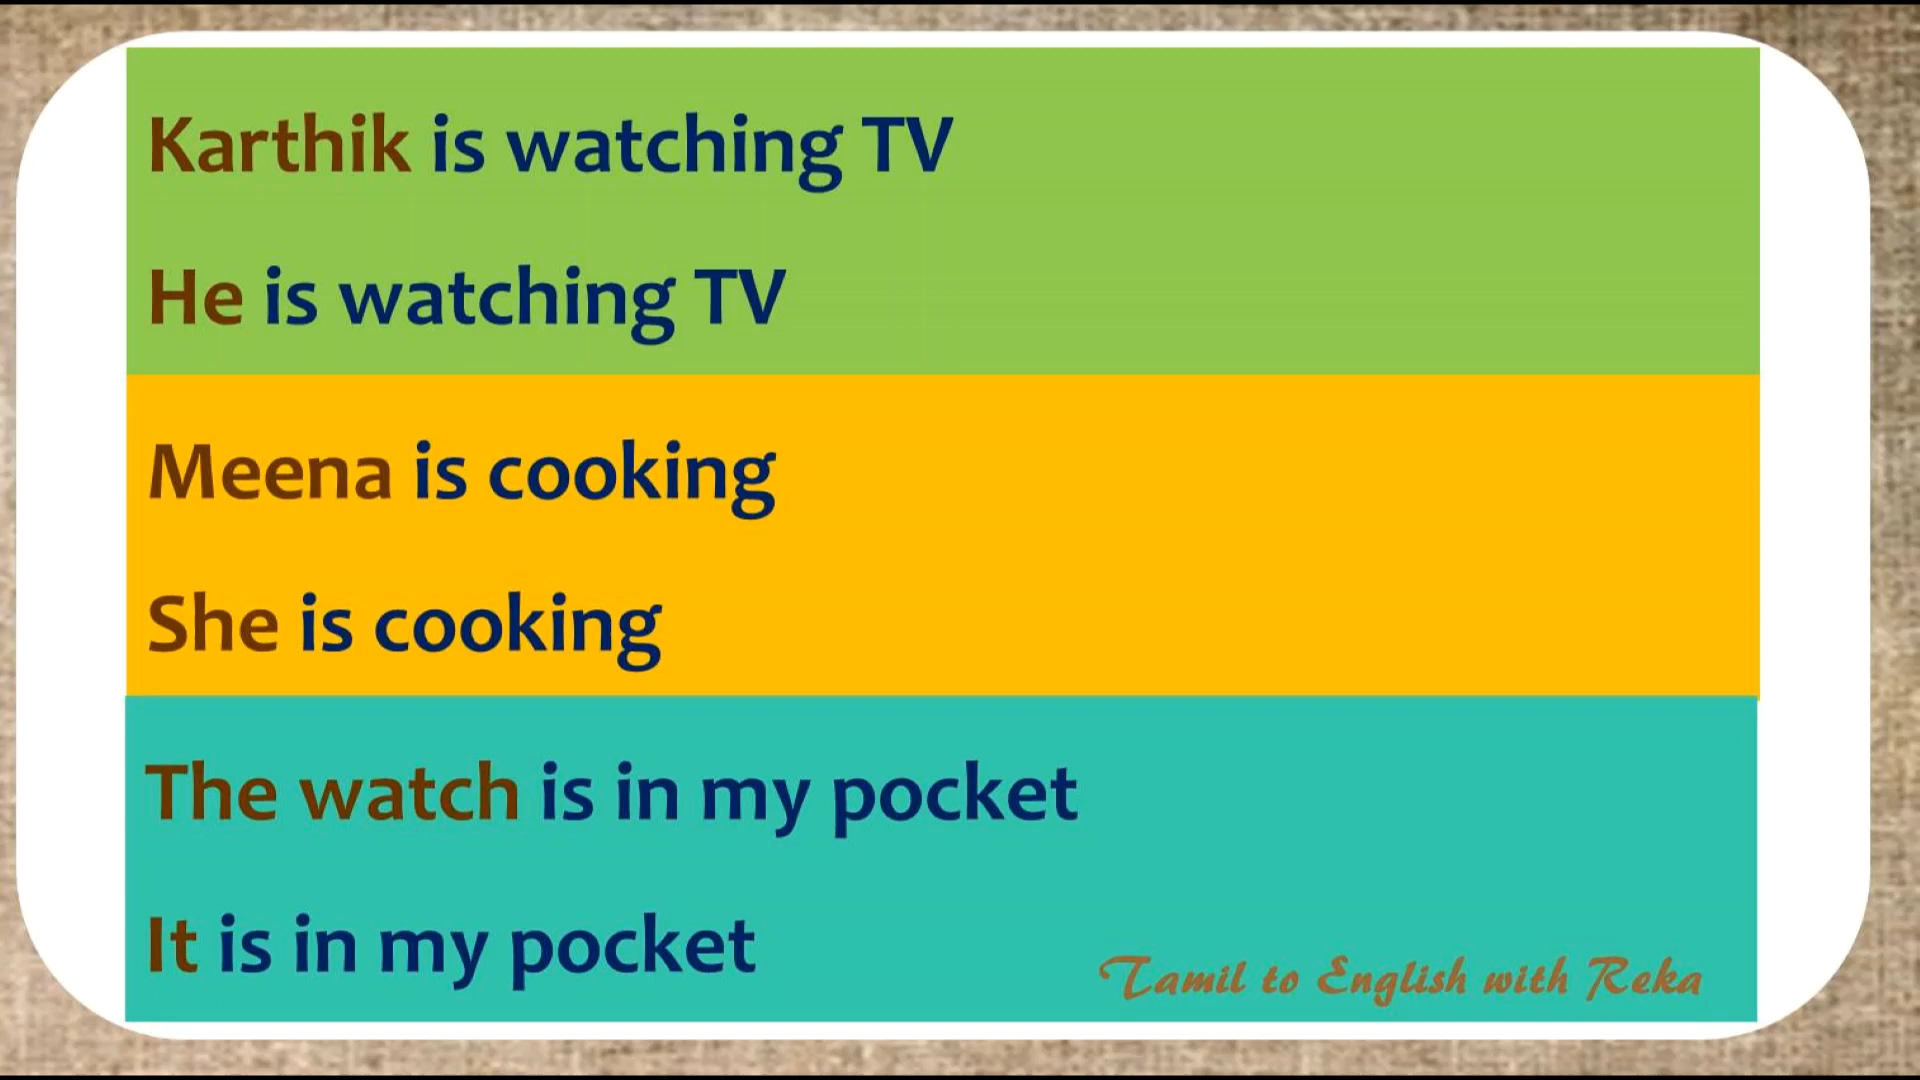 Karthik is watching TV
He is watching TV
Meena is cooking
She is cooking
The watch is in my pocket
It is in my pocket
Tamil to English with Reka